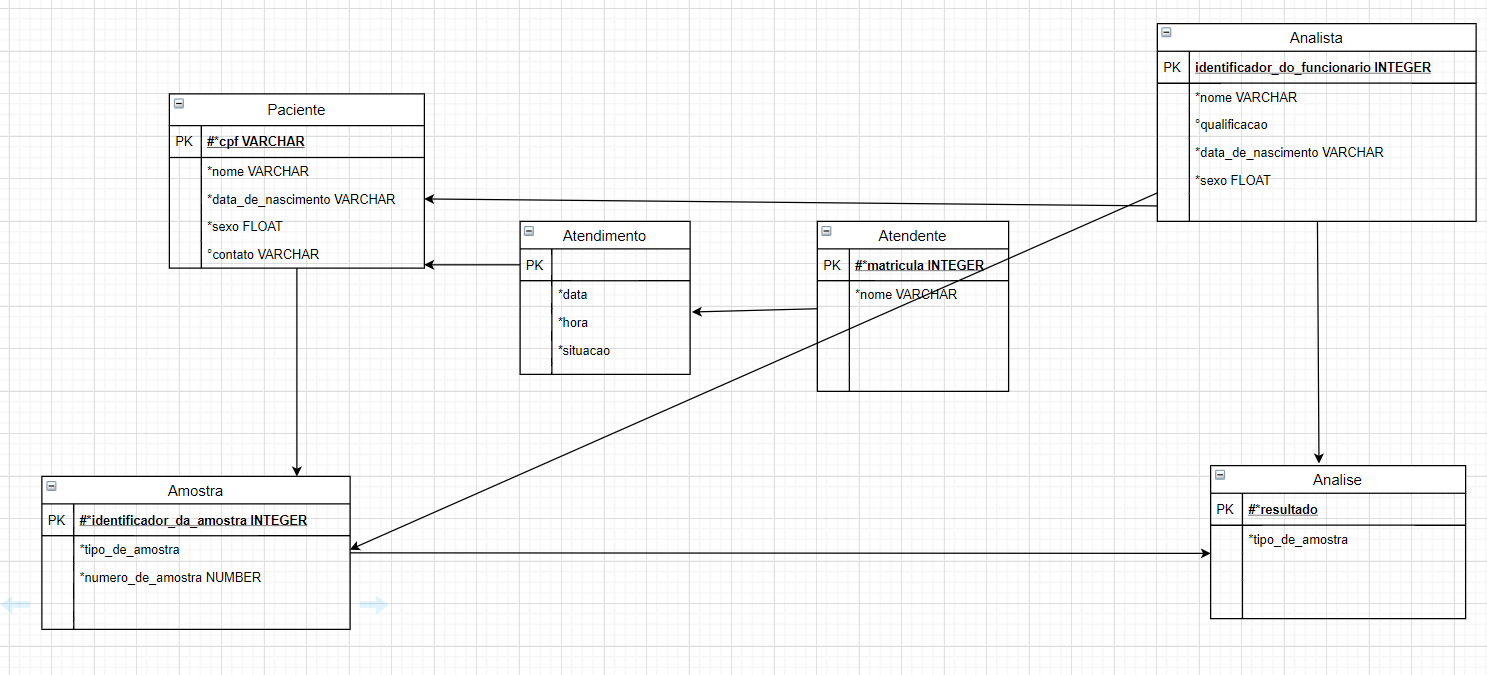 Analista
PK identificador_do_funcionario INTEGER
*nome VARCHAR
°qualificacao
*data_de_nascimento VARCHAR
*sexo FLOAT
Paciente
PK #*cpf VARCHAR
*nome VARCHAR
*data_de_nascimento VARCHAR
*sexo FLOAT
°contato VARCHAR
Atendimento
PK
*data
*hora
*situacao
Atendente
PK #*matricula INTEGER
*nome VARCHAR
Amostra
PK #*identificador_da_amostra INTEGER
*tipo_de_amostra
*numero_de_amostra NUMBER
Analise
PK #*resultado
*tipo_de_amostra